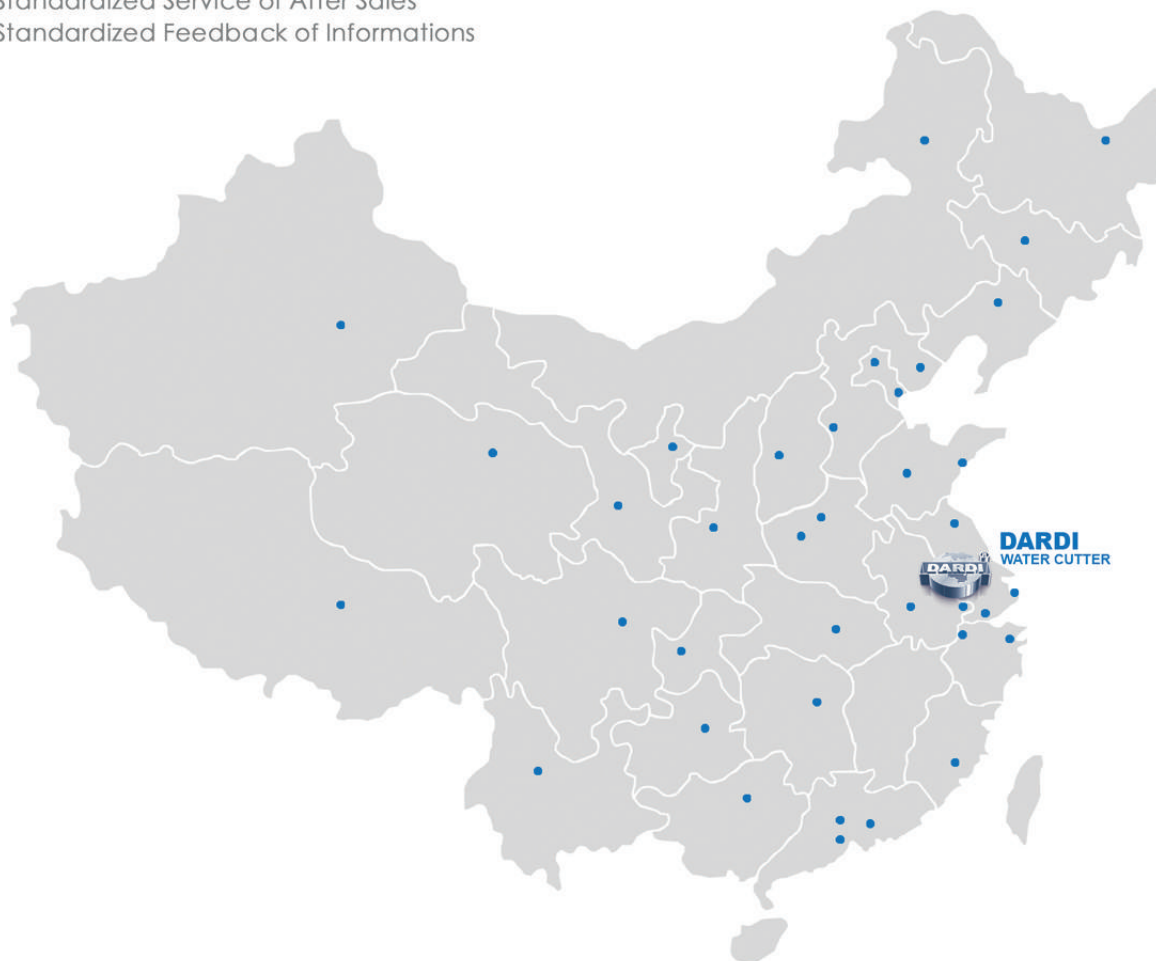 Standardized Service of After Sales
Standardized Feedback of Informations
DARDI
WATER CUTTER
DARDI